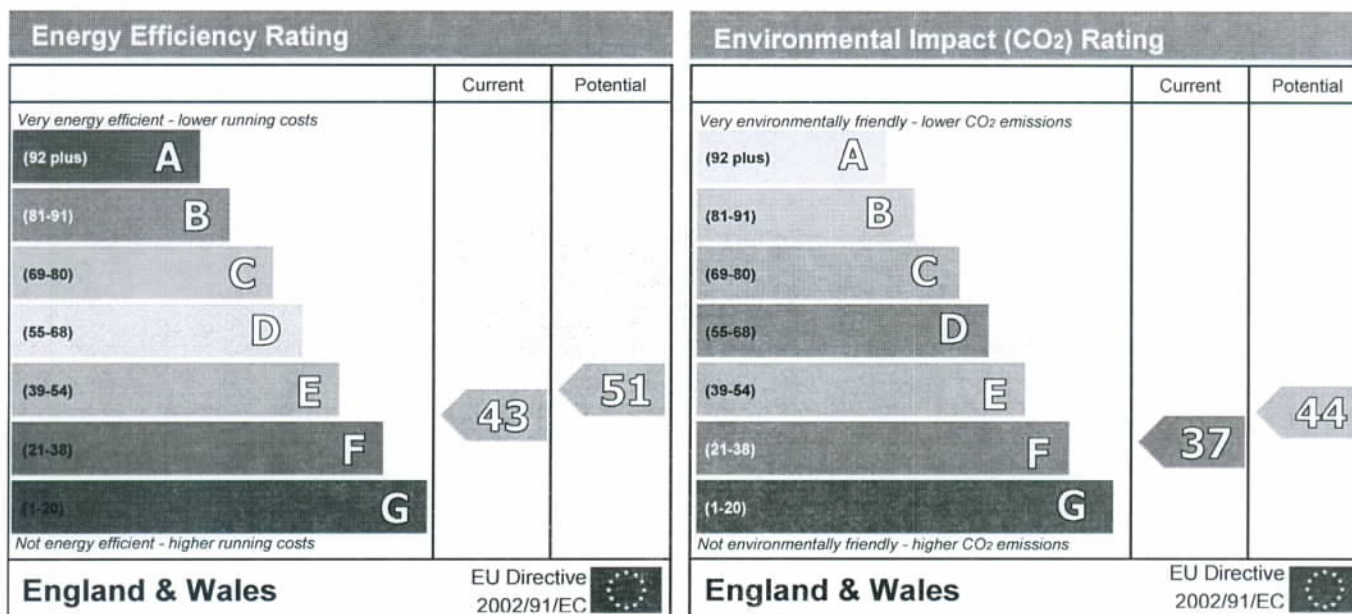 Energy Efficiency Rating
Current Potential
Very energy efficient - lower running costs
(92 plus) A
(81-91) B
(69-80) C
(55-68) D
(39-54) E
(21-38) F
(1-20) G
43
51
Not energy efficient - higher running costs
England & Wales
EU Directive
2002/91/EC
Environmental Impact (CO2) Rating
Current Potential
Very environmentally friendly - lower CO2 emissions
(92 plus) A
(81-91) B
(69-80) C
(55-68) D
(39-54) E
(21-38) F
(1-20) G
37
44
Not environmentally friendly - higher CO2 emissions
England & Wales
EU Directive
2002/91/EC